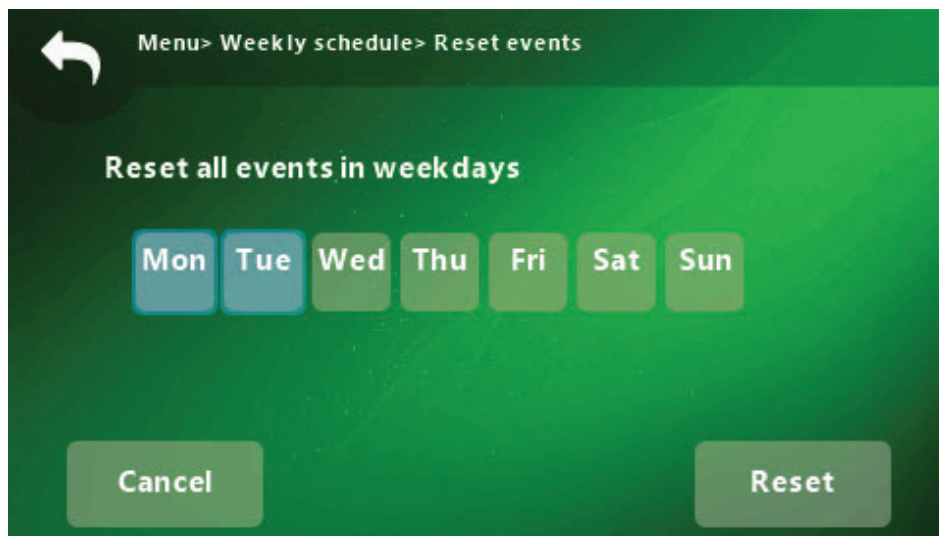 Menu> Weekly schedule> Reset events
Reset all events in weekdays
Mon Tue Wed Thu Fri Sat Sun
Cancel Reset